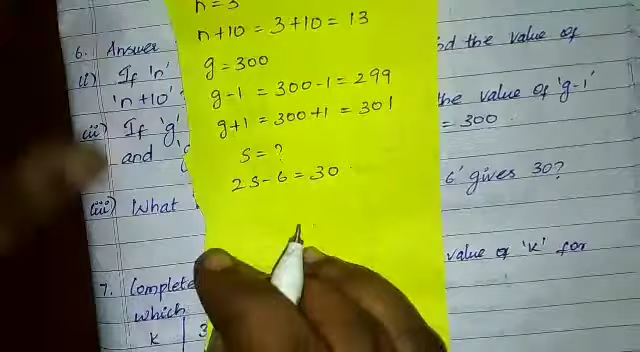 n = 3
n+10 = 3+10 = 13
g = 300
g-1 = 300-1 = 299
g+1 = 300+1 = 301
s = ?
2s-6 = 30
6. Answer
the value of
(i) If 'n'
'n+10'
the value of 'g-1'
(ii) If 'g'
= 300
and
(iii) What
6' gives 30?
value of 'k' for
7. Complete
which
k 3